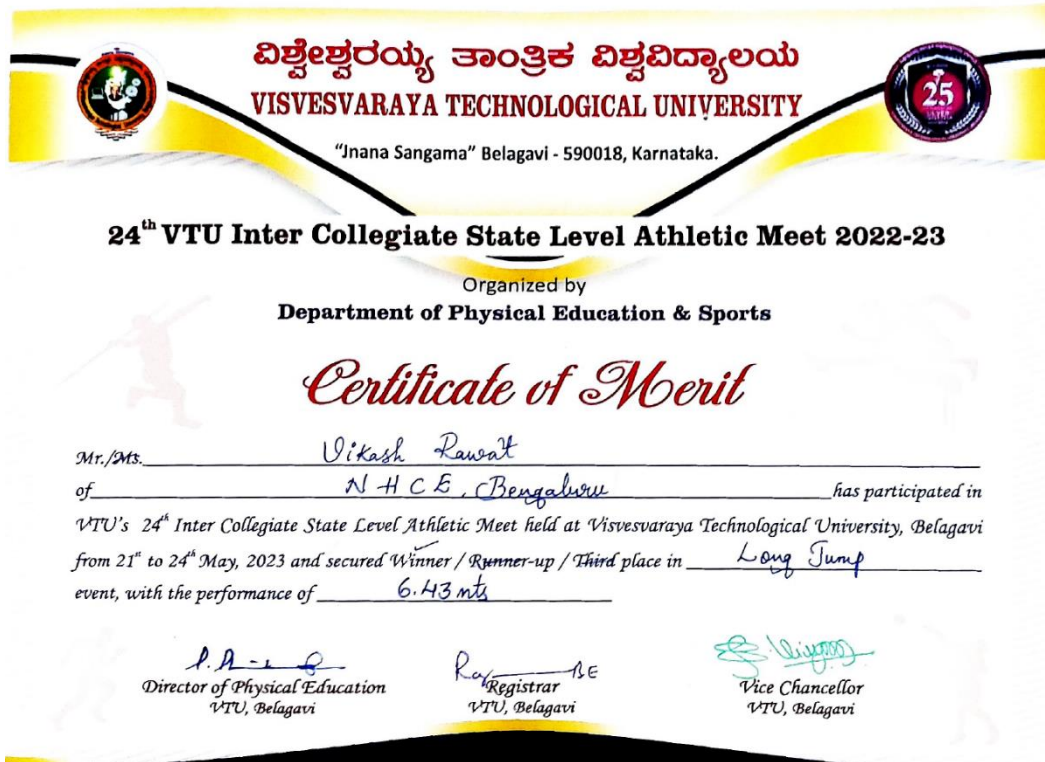 ವಿಶ್ವೇಶ್ವರಯ್ಯ ತಾಂತ್ರಿಕ ವಿಶ್ವವಿದ್ಯಾಲಯ
VISVESVARAYA TECHNOLOGICAL UNIVERSITY
25
“Jnana Sangama” Belagavi - 590018, Karnataka.
24th VTU Inter Collegiate State Level Athletic Meet 2022-23
Organized by
Department of Physical Education & Sports
Certificate of Merit
Mr./Ms. Vikash Rawat
of N H C E, Bengaluru has participated in
VTU's 24th Inter Collegiate State Level Athletic Meet held at Visvesvaraya Technological University, Belagavi
from 21st to 24th May, 2023 and secured Winner / Runner-up / Third place in Long Jump
event, with the performance of 6.43 mts
Director of Physical Education Registrar Vice Chancellor
VTU, Belagavi VTU, Belagavi VTU, Belagavi